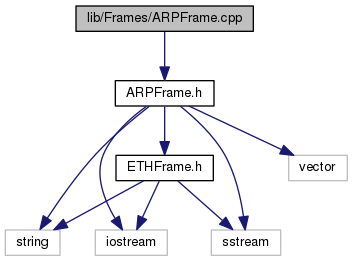 lib/Frames/ARPFrame.cpp
ARPFrame.h
ETHFrame.h
vector
string
iostream
sstream